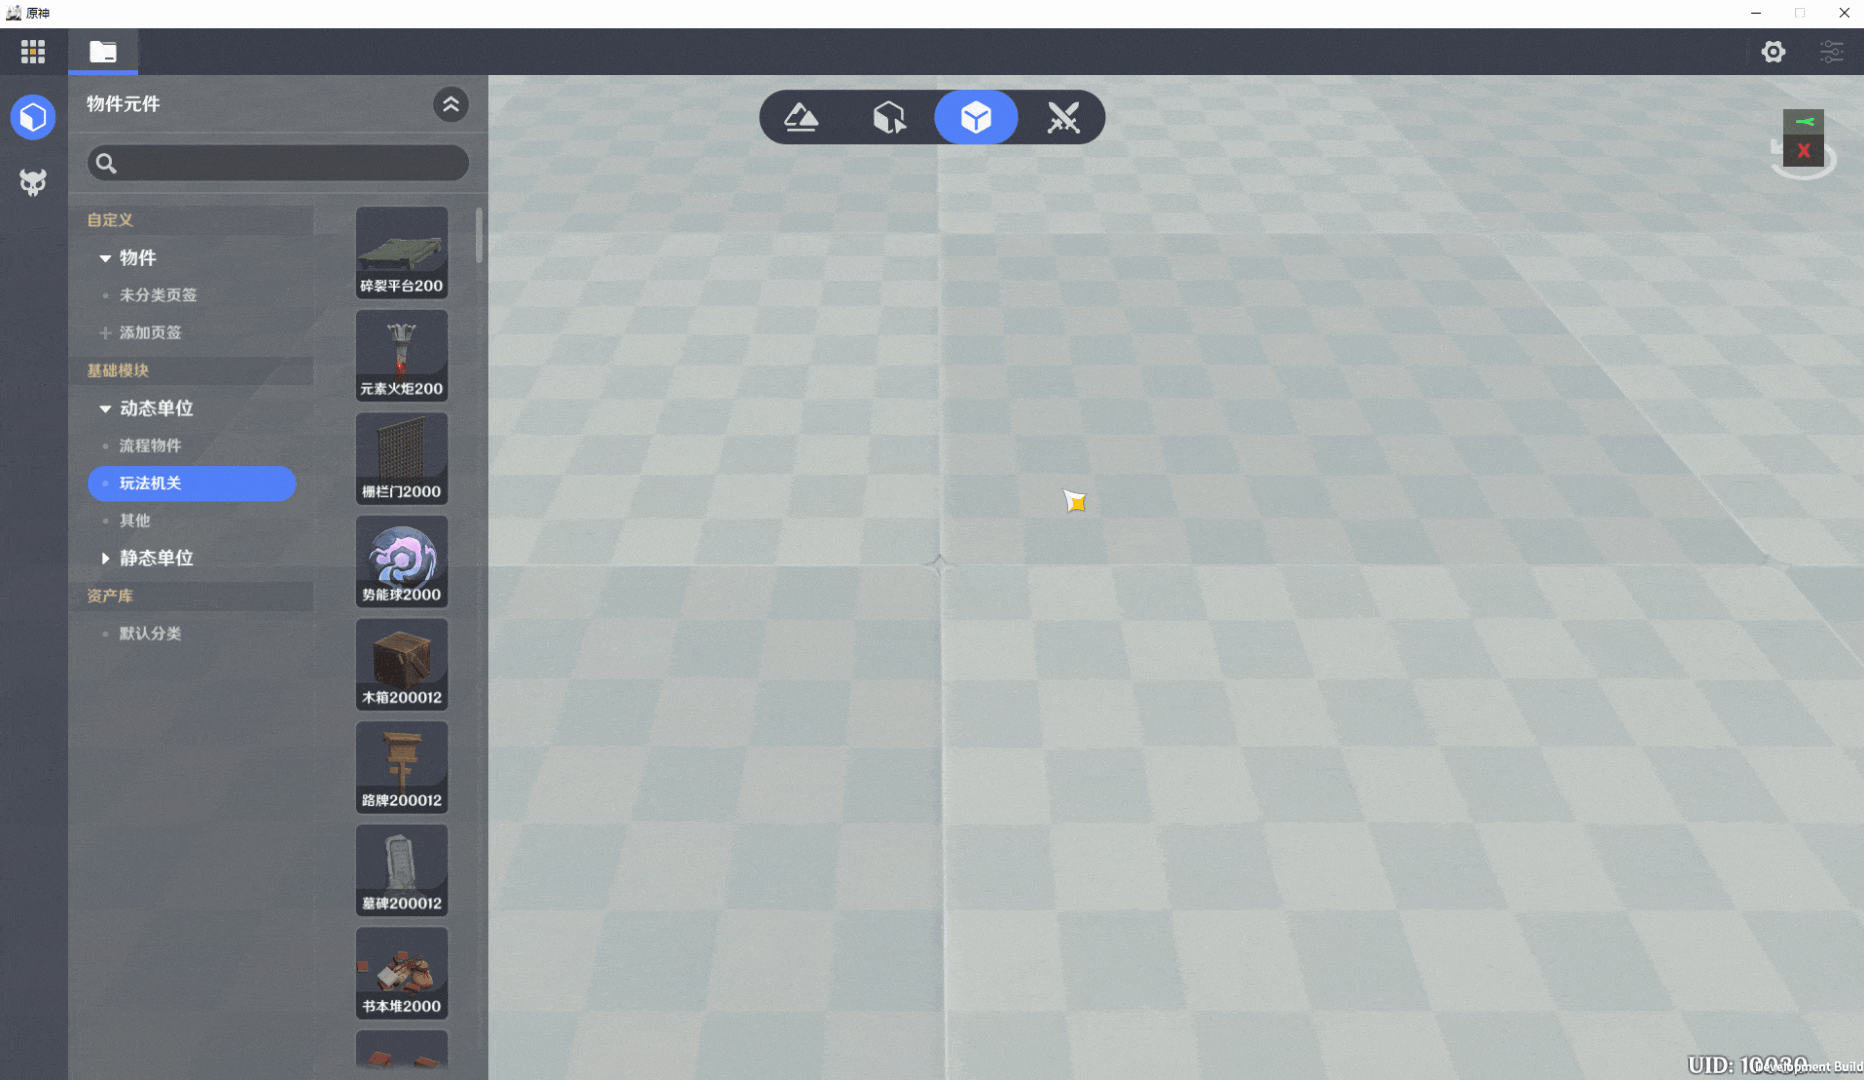 原神
物件元件
自定义
物件
未分类页签
添加页签
基础模块
动态单位
流程物件
玩法机关
其他
静态单位
资产库
默认分类
碎裂平台200
元素火炬200
栅栏门2000
势能球2000
木箱200012
路牌200012
墓碑200012
书本堆2000
X
UID: 10030
Development Build